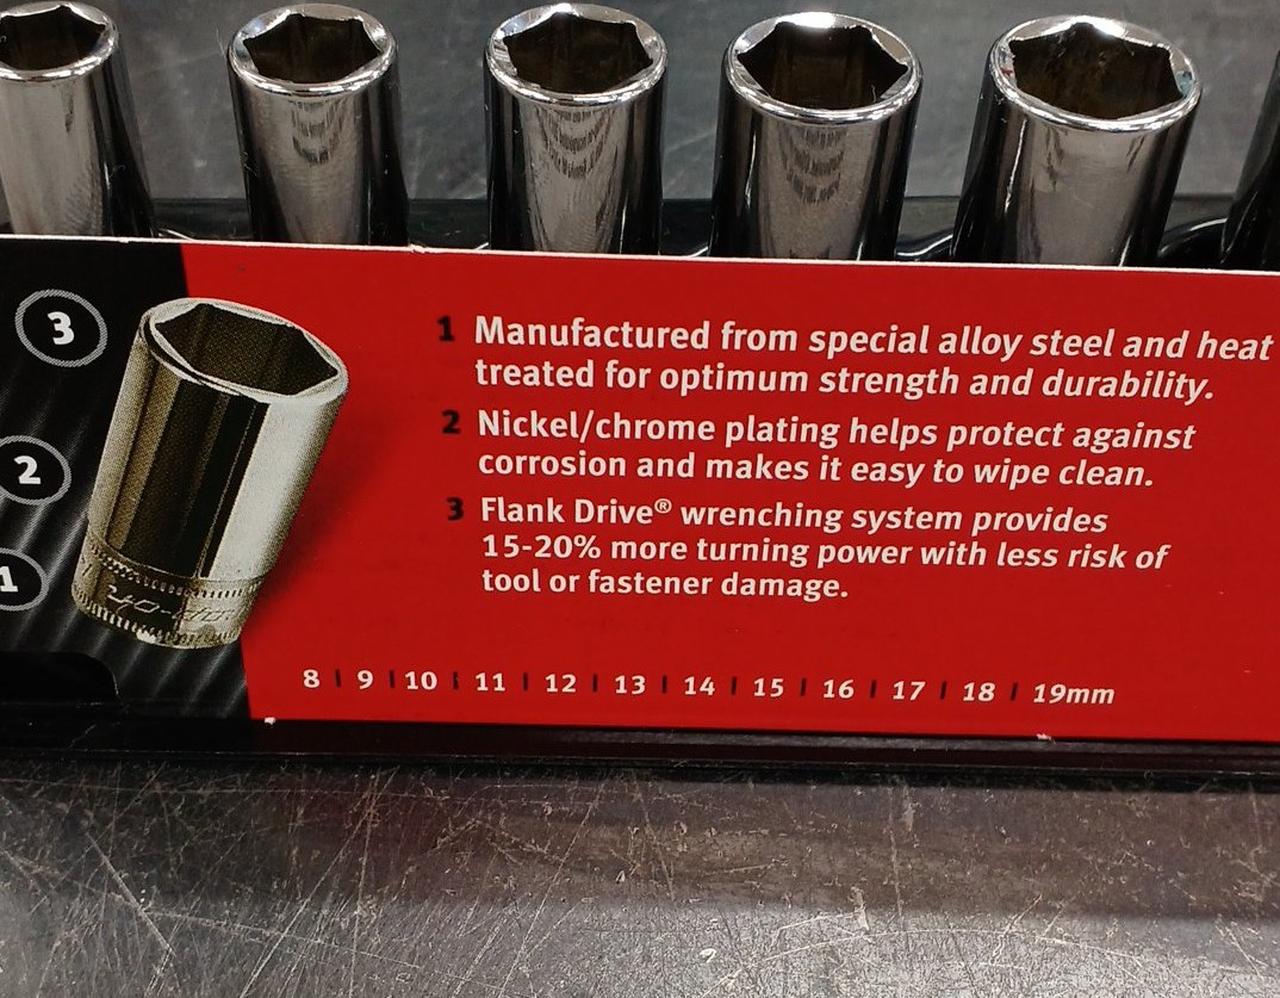 3
2
1
1 Manufactured from special alloy steel and heat
treated for optimum strength and durability.
2 Nickel/chrome plating helps protect against
corrosion and makes it easy to wipe clean.
3 Flank Drive® wrenching system provides
15-20% more turning power with less risk of
tool or fastener damage.
8 | 9 | 10 | 11 | 12 | 13 | 14 | 15 | 16 | 17 | 18 | 19mm